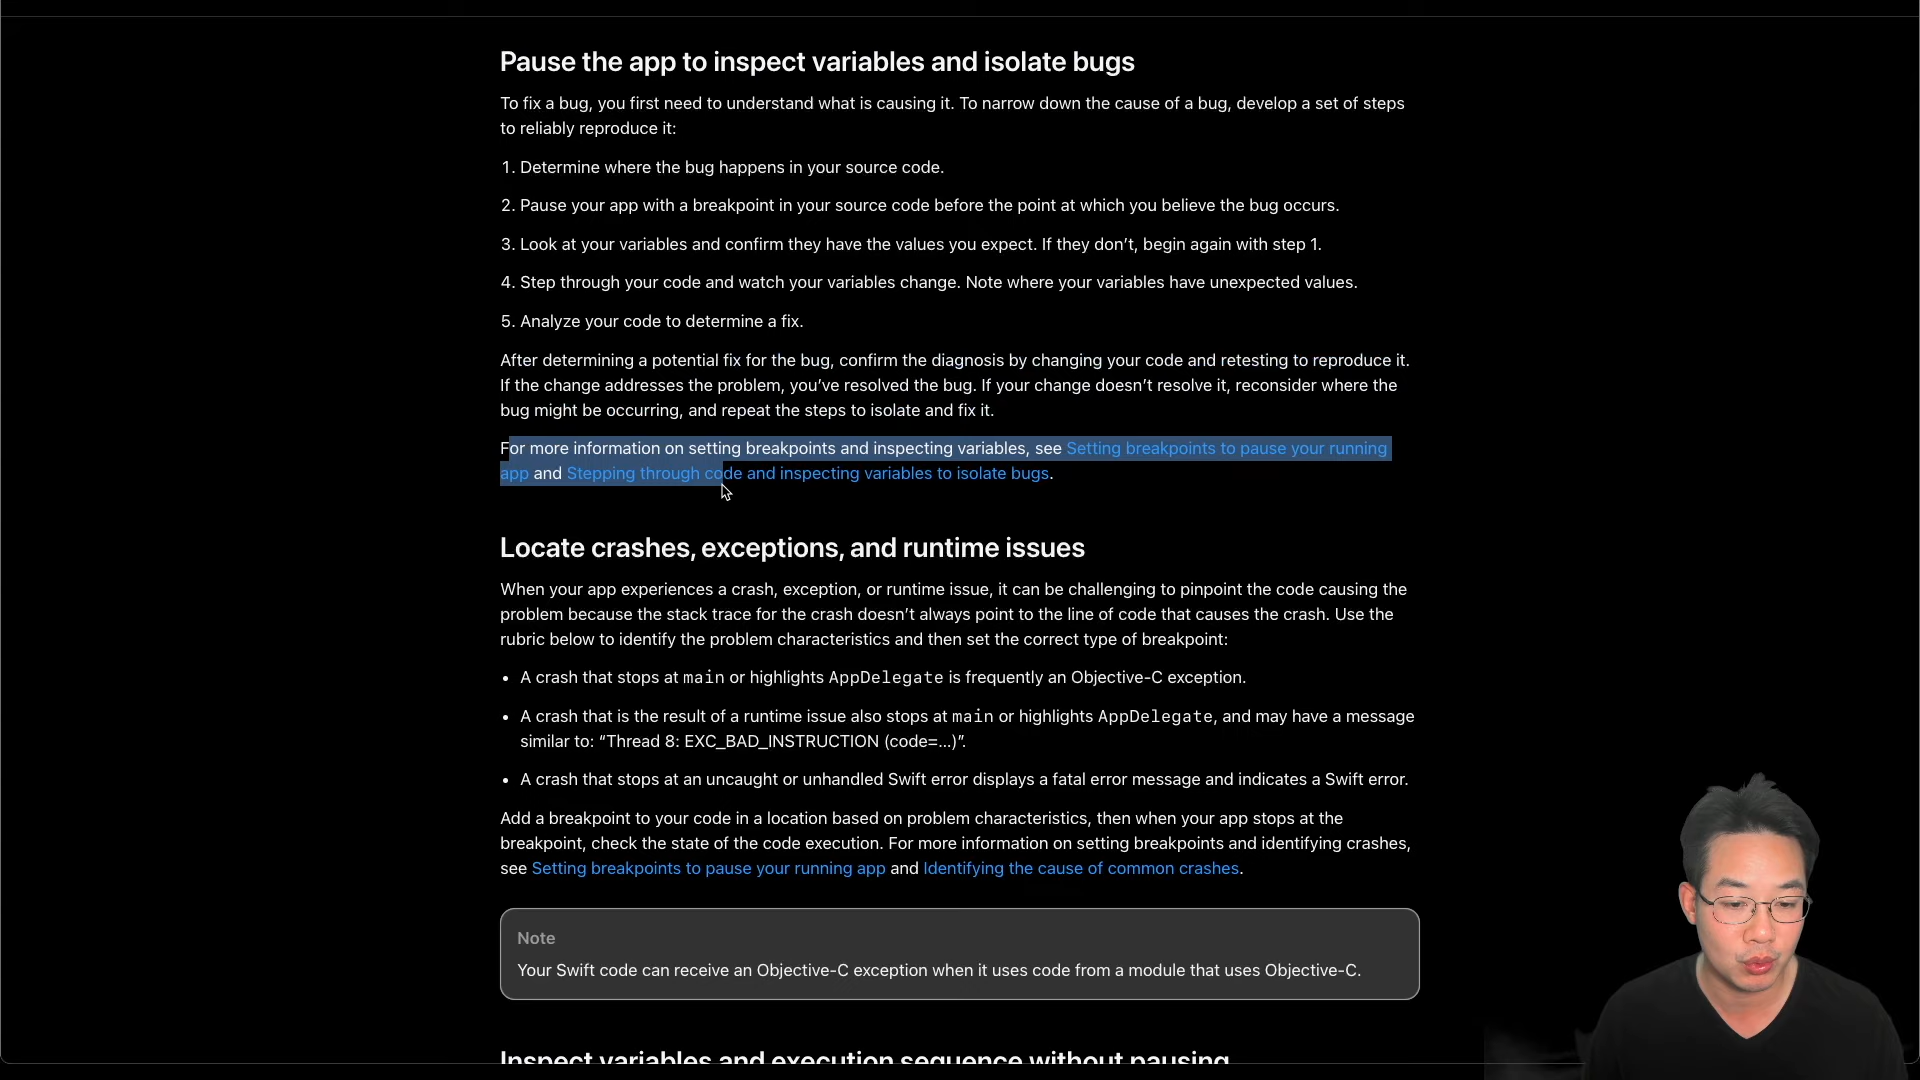 Pause the app to inspect variables and isolate bugs
To fix a bug, you first need to understand what is causing it. To narrow down the cause of a bug, develop a set of steps
to reliably reproduce it:
1. Determine where the bug happens in your source code.
2. Pause your app with a breakpoint in your source code before the point at which you believe the bug occurs.
3. Look at your variables and confirm they have the values you expect. If they don’t, begin again with step 1.
4. Step through your code and watch your variables change. Note where your variables have unexpected values.
5. Analyze your code to determine a fix.
After determining a potential fix for the bug, confirm the diagnosis by changing your code and retesting to reproduce it.
If the change addresses the problem, you’ve resolved the bug. If your change doesn’t resolve it, reconsider where the
bug might be occurring, and repeat the steps to isolate and fix it.
For more information on setting breakpoints and inspecting variables, see Setting breakpoints to pause your running
app and Stepping through code and inspecting variables to isolate bugs.
Locate crashes, exceptions, and runtime issues
When your app experiences a crash, exception, or runtime issue, it can be challenging to pinpoint the code causing the
problem because the stack trace for the crash doesn’t always point to the line of code that causes the crash. Use the
rubric below to identify the problem characteristics and then set the correct type of breakpoint:
• A crash that stops at main or highlights AppDelegate is frequently an Objective-C exception.
• A crash that is the result of a runtime issue also stops at main or highlights AppDelegate, and may have a message
similar to: “Thread 8: EXC_BAD_INSTRUCTION (code=…)”.
• A crash that stops at an uncaught or unhandled Swift error displays a fatal error message and indicates a Swift error.
Add a breakpoint to your code in a location based on problem characteristics, then when your app stops at the
breakpoint, check the state of the code execution. For more information on setting breakpoints and identifying crashes,
see Setting breakpoints to pause your running app and Identifying the cause of common crashes.
Note
Your Swift code can receive an Objective-C exception when it uses code from a module that uses Objective-C.
Inspect variables and execution sequence without pausing